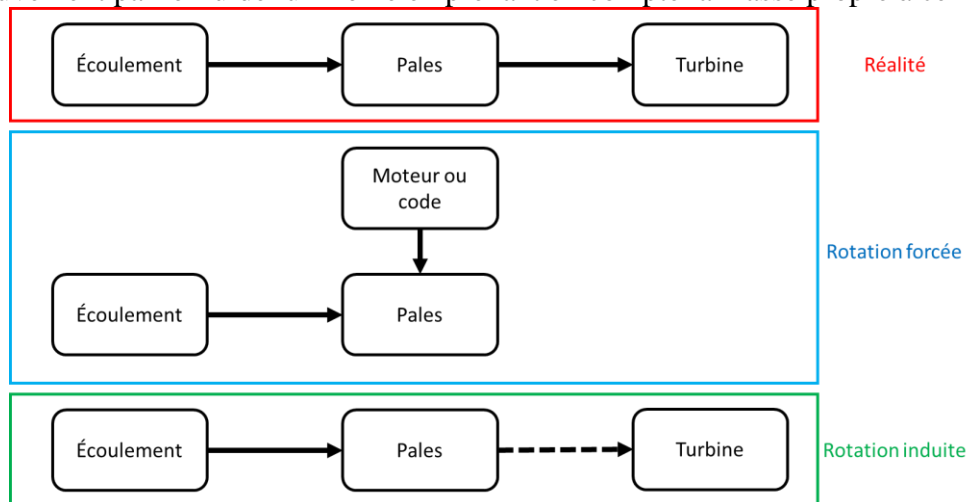 Écoulement
Pales
Turbine
Réalité
Moteur ou
code
Rotation forcée
Écoulement
Pales
Écoulement
Pales
Turbine
Rotation induite